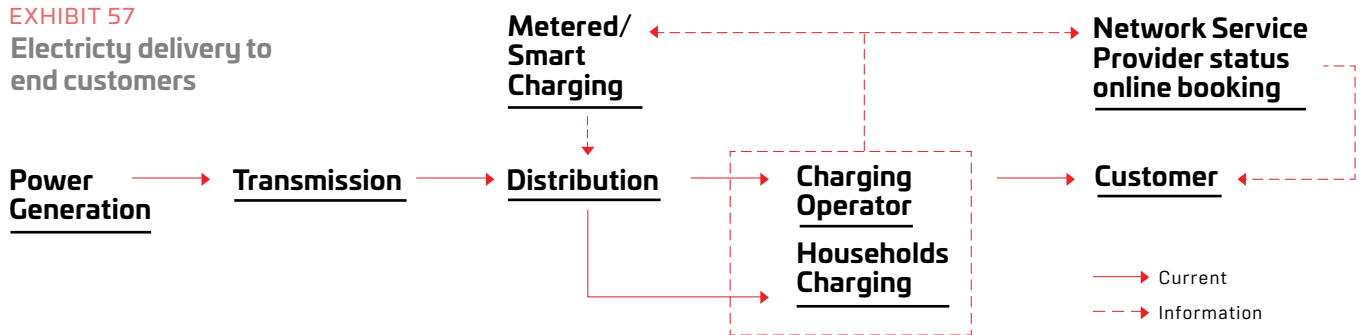 EXHIBIT 57
Electricty delivery to
end customers
Metered/
Smart
Charging
Network Service
Provider status
online booking
Power
Generation
Transmission
Distribution
Charging
Operator
Customer
Households
Charging
Current
Information